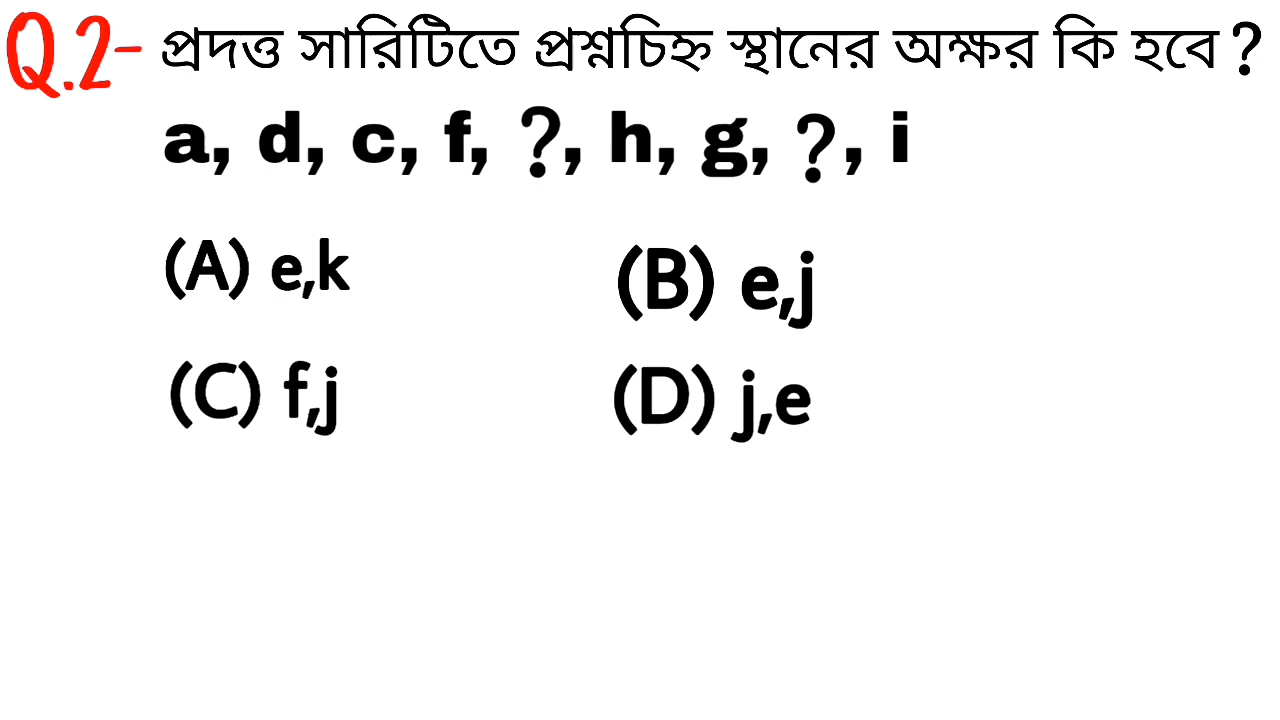 Q.2- প্রদত্ত সারিটিতে প্রশ্নচিহ্ন স্থানের অক্ষর কি হবে ?
a, d, c, f, ?, h, g, ?, i
(A) e,k (B) e,j
(C) f,j (D) j,e